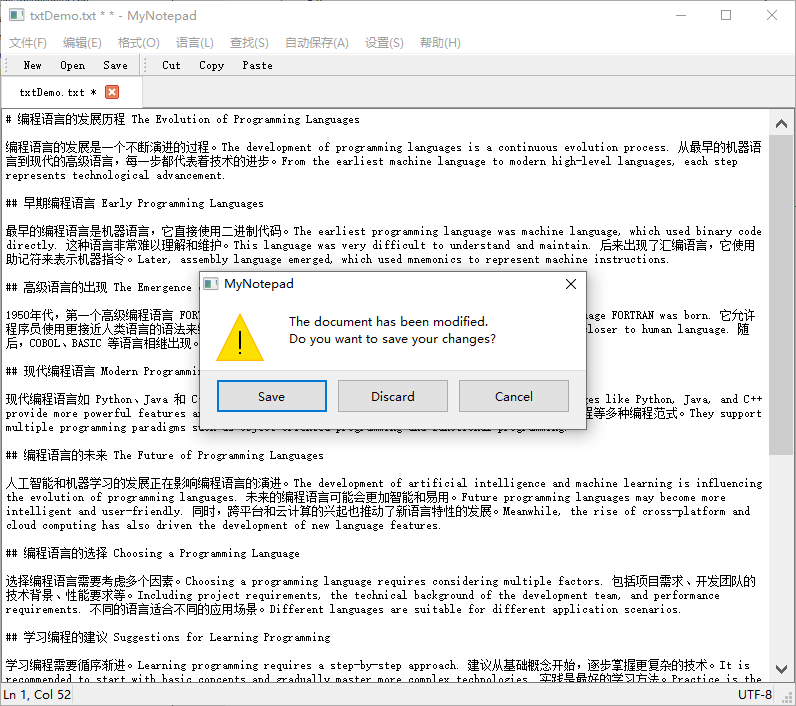 txtDemo.txt * * - MyNotepad
文件(F) 编辑(E) 格式(O) 语言(L) 查找(S) 自动保存(A) 设置(S) 帮助(H)
New Open Save Cut Copy Paste
txtDemo.txt *
# 编程语言的发展历程 The Evolution of Programming Languages
编程语言的发展是一个不断演进的过程。The development of programming languages is a continuous evolution process. 从最早的机器语
言到现代的高级语言，每一步都代表着技术的进步。From the earliest machine language to modern high-level languages, each step
represents technological advancement.
## 早期编程语言 Early Programming Languages
最早的编程语言是机器语言，它直接使用二进制代码。The earliest programming language was machine language, which used binary code
directly. 这种语言非常难以理解和维护。This language was very difficult to understand and maintain. 后来出现了汇编语言，它使用
助记符来表示机器指令。Later, assembly language emerged, which used mnemonics to represent machine instructions.
## 高级语言的出现 The Emergence
1950年代，第一个高级编程语言 FORT age FORTRAN was born. 它允许
程序员使用更接近人类语言的语法来编 loser to human language. 随
后，COBOL、BASIC 等语言相继出现。
## 现代编程语言 Modern Programming
现代编程语言如 Python、Java 和 C es like Python, Java, and C++
provide more powerful features a 程等多种编程范式。They support
multiple programming paradigms such as object-oriented programming and functional programming.
## 编程语言的未来 The Future of Programming Languages
人工智能和机器学习的发展正在影响编程语言的演进。The development of artificial intelligence and machine learning is influencing
the evolution of programming languages. 未来的编程语言可能会更加智能和易用。Future programming languages may become more
intelligent and user-friendly. 同时，跨平台和云计算的兴起也推动了新语言特性的发展。Meanwhile, the rise of cross-platform and
cloud computing has also driven the development of new language features.
## 编程语言的选择 Choosing a Programming Language
选择编程语言需要考虑多个因素。Choosing a programming language requires considering multiple factors. 包括项目需求、开发团队的
技术背景、性能要求等。Including project requirements, the technical background of the development team, and performance
requirements. 不同的语言适合不同的应用场景。Different languages are suitable for different application scenarios.
## 学习编程的建议 Suggestions for Learning Programming
学习编程需要循序渐进。Learning programming requires a step-by-step approach. 建议从基础概念开始，逐步掌握更复杂的技术。It is
recommended to start with basic concepts and gradually master more complex technologies. 实践是最好的学习方法。Practice is the
MyNotepad
The document has been modified.
Do you want to save your changes?
Save Discard Cancel
Ln 1, Col 52 UTF-8